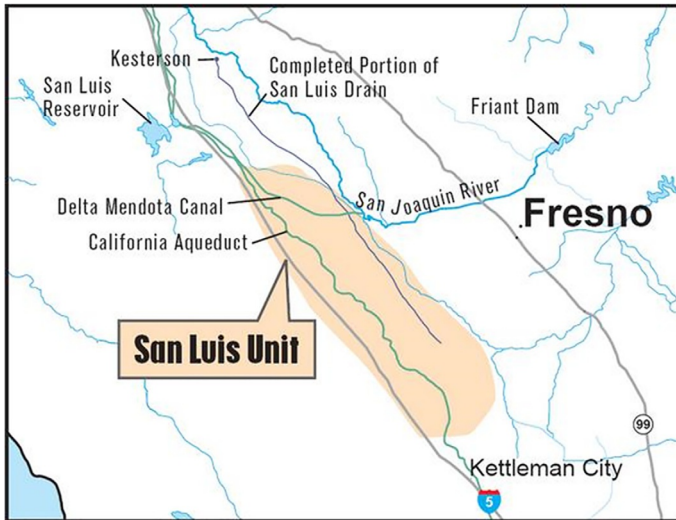 Kesterson
Completed Portion of
San Luis Drain
San Luis
Reservoir
Friant Dam
San Joaquin River
Delta Mendota Canal
California Aqueduct
Fresno
San Luis Unit
99
Kettleman City
5